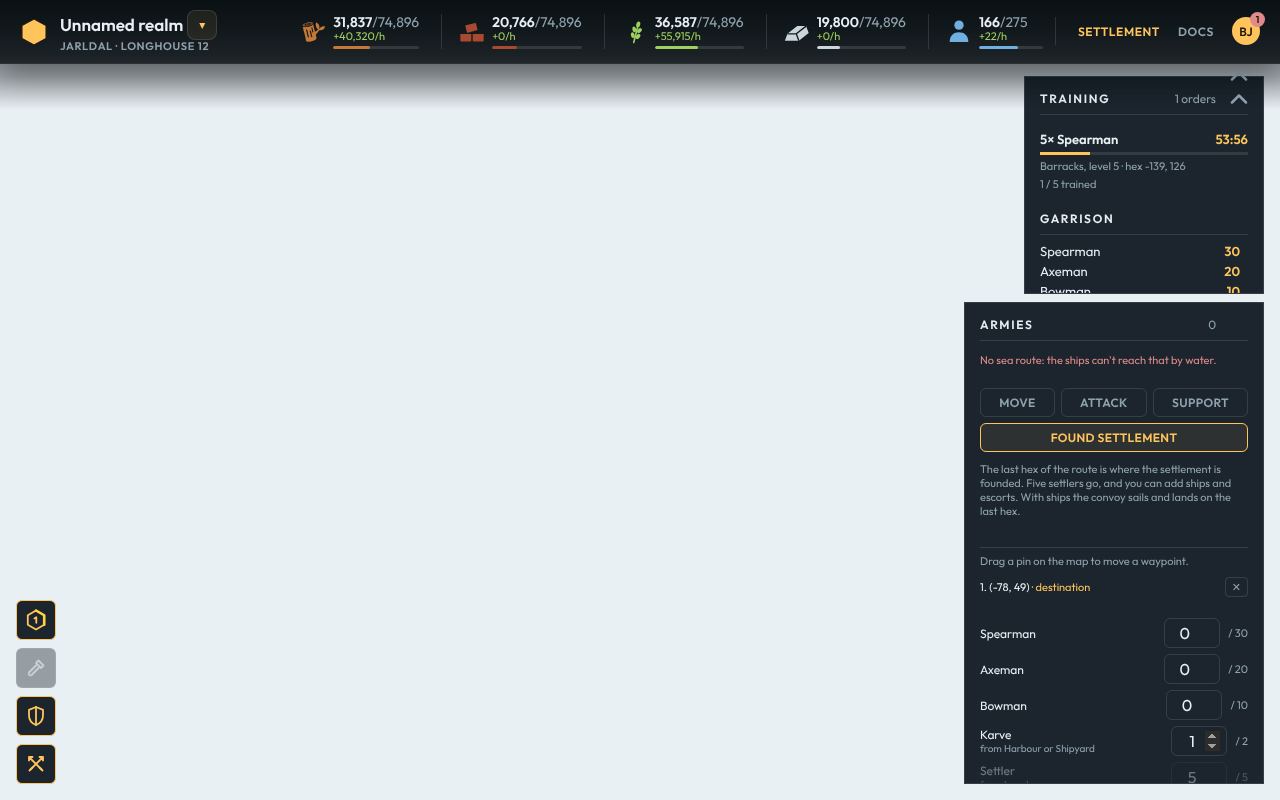 Unnamed realm ▼
JARLDAL · LONGHOUSE 12
31,837/74,896
+40,320/h
20,766/74,896
+0/h
36,587/74,896
+55,915/h
19,800/74,896
+0/h
166/275
+22/h
SETTLEMENT
DOCS
BJ
1
TRAINING 1 orders
5× Spearman 53:56
Barracks, level 5 · hex -139, 126
1 / 5 trained
GARRISON
Spearman 30
Axeman 20
Bowman 10
ARMIES 0
No sea route: the ships can't reach that by water.
MOVE ATTACK SUPPORT
FOUND SETTLEMENT
The last hex of the route is where the settlement is
founded. Five settlers go, and you can add ships and
escorts. With ships the convoy sails and lands on the
last hex.
Drag a pin on the map to move a waypoint.
1. (-78, 49) · destination ×
Spearman 0 / 30
Axeman 0 / 20
Bowman 0 / 10
Karve 1 / 2
from Harbour or Shipyard
Settler 5 / 5
1